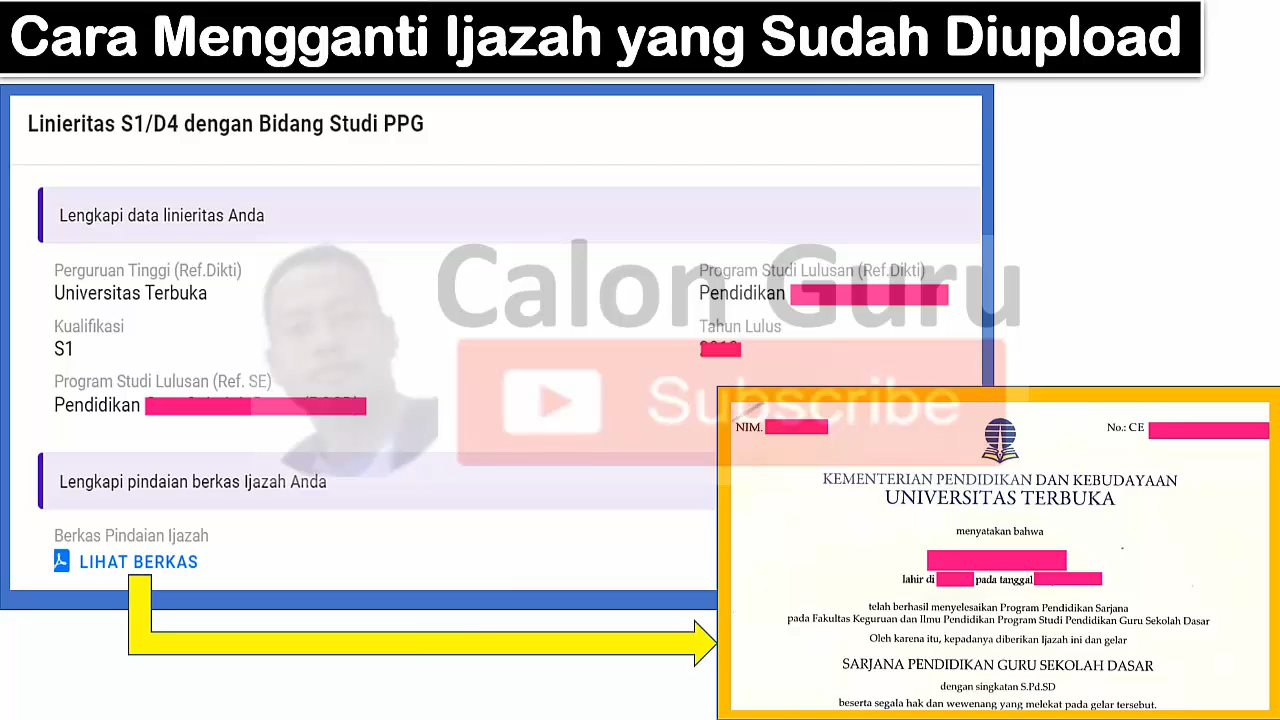 Cara Mengganti Ijazah yang Sudah Diupload
Linieritas S1/D4 dengan Bidang Studi PPG
Lengkapi data linieritas Anda
Perguruan Tinggi (Ref.Dikti)
Universitas Terbuka
Program Studi Lulusan (Ref.Dikti)
Pendidikan
Kualifikasi
S1
Tahun Lulus
Program Studi Lulusan (Ref. SE)
Pendidikan
Calon Guru
Subscribe
Lengkapi pindaian berkas Ijazah Anda
Berkas Pindaian Ijazah
LIHAT BERKAS
NIM.
No.: CE
KEMENTERIAN PENDIDIKAN DAN KEBUDAYAAN
UNIVERSITAS TERBUKA
menyatakan bahwa
lahir di pada tanggal
telah berhasil menyelesaikan Program Pendidikan Sarjana
pada Fakultas Keguruan dan Ilmu Pendidikan Program Studi Pendidikan Guru Sekolah Dasar
Oleh karena itu, kepadanya diberikan Ijazah ini dan gelar
SARJANA PENDIDIKAN GURU SEKOLAH DASAR
dengan singkatan S.Pd.SD
beserta segala hak dan wewenang yang melekat pada gelar tersebut.